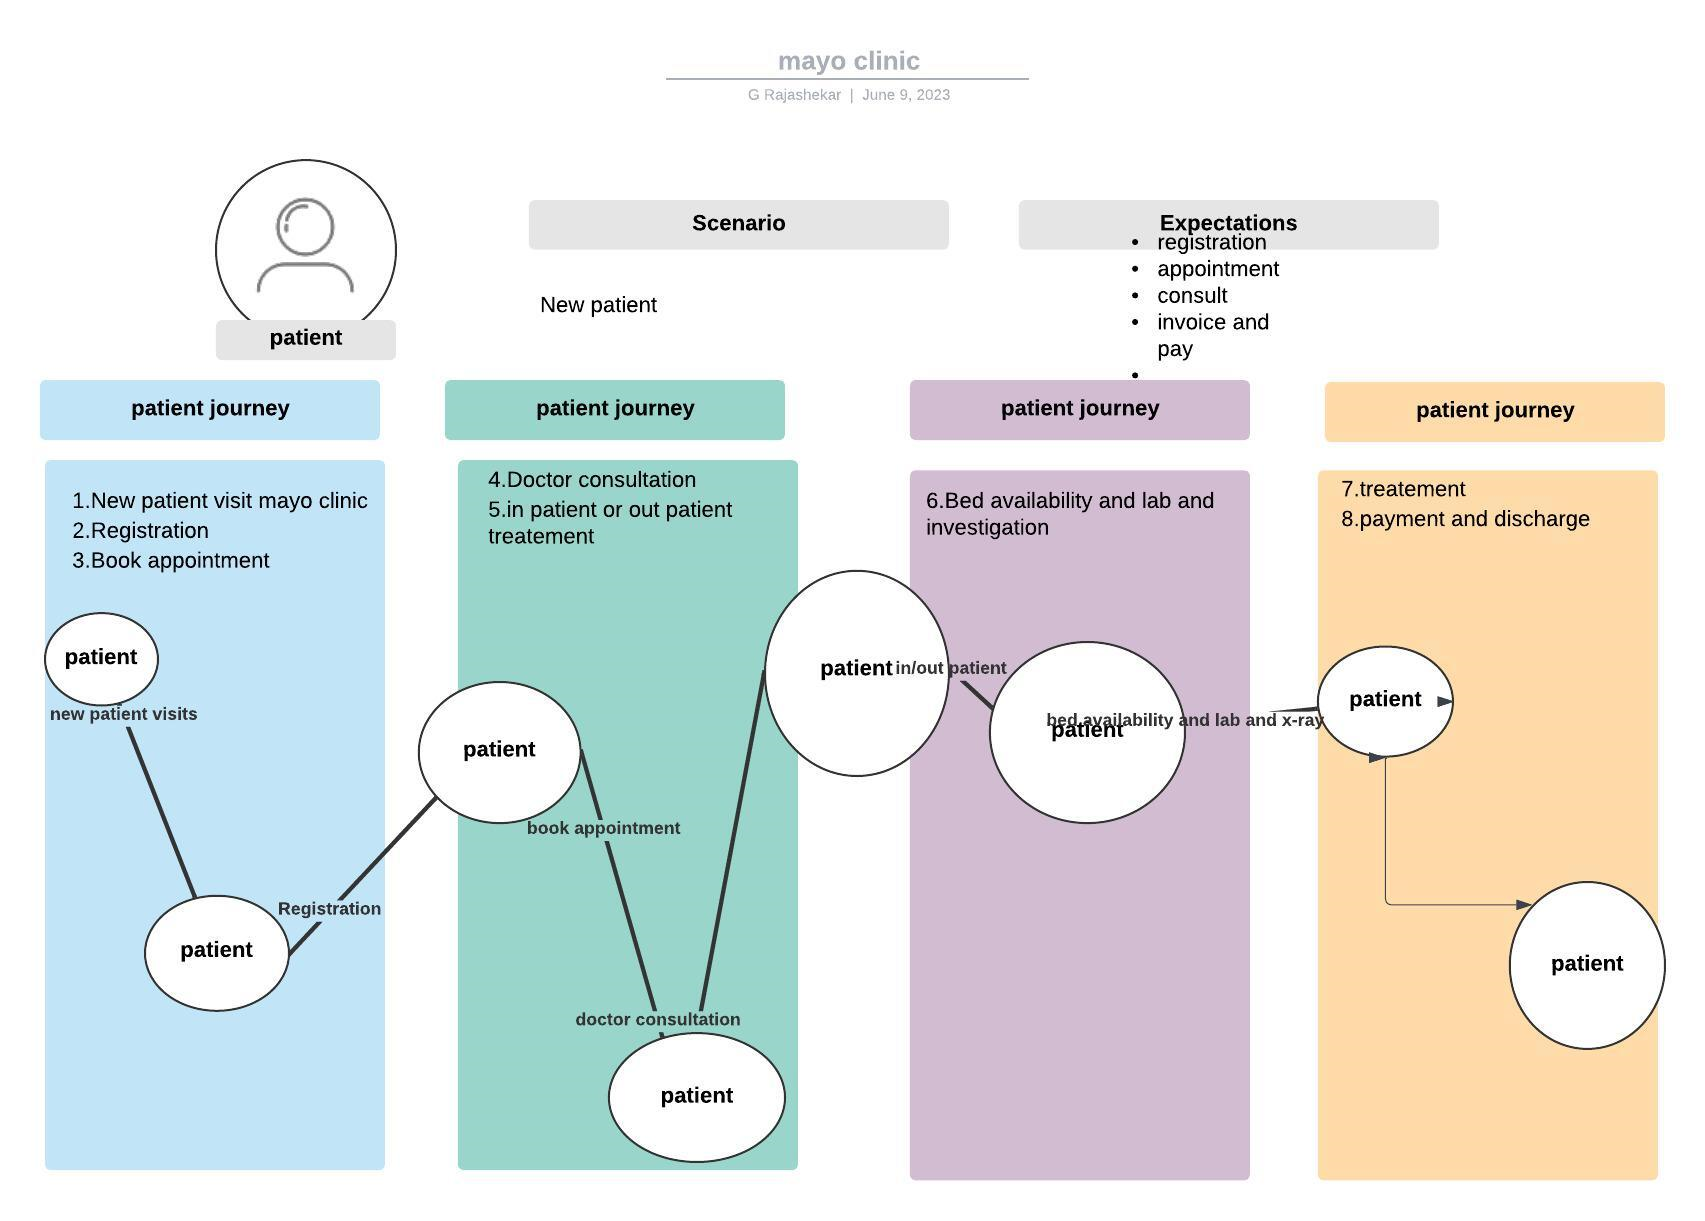 mayo clinic
G Rajashekar | June 9, 2023
patient
Scenario
New patient
Expectations
• registration
• appointment
• consult
• invoice and
pay
•
patient journey
patient journey
patient journey
patient journey
1.New patient visit mayo clinic
2.Registration
3.Book appointment
4.Doctor consultation
5.in patient or out patient
treatement
6.Bed availability and lab and
investigation
7.treatement
8.payment and discharge
patient
new patient visits
patient
Registration
patient
book appointment
doctor consultation
patient
patient
in/out patient
patient
bed availability and lab and x-ray
patient
patient